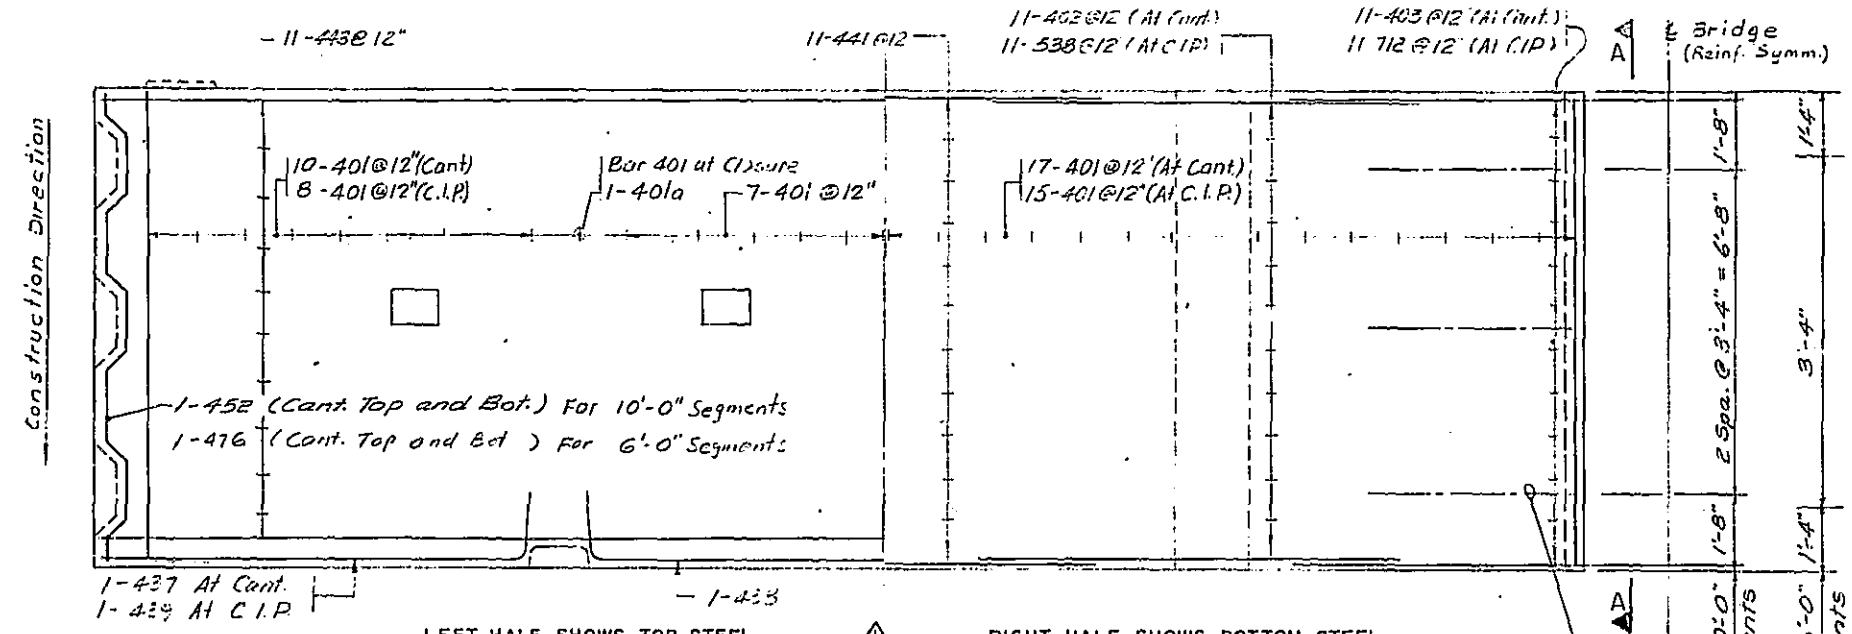 - 11-443@12"
11-441@12
11-402@12 (At Cant.)
11-538@12 (At C.I.P.)
11-403@12 (At Cant.)
11 712@12" (At C.I.P.)
A
℄ Bridge
(Reinf. Symm.)
Construction Direction
10-401@12"(Cant)
8-401@12"(C.I.P.)
Bar 401 at Closure
1-401a
7-401@12"
17-401@12"(At Cant.)
15-401@12"(At C.I.P.)
1'-8"
2 Spa. @ 3'-4" = 6'-8"
1'-8"
1'-4"
3'-4"
1'-4"
1-452 (Cant. Top and Bot.) For 10'-0" Segments
1-476 (Cant. Top and Bot ) For 6'-0" Segments
1-437 At Cant.
1-439 At C.I.P.
A
LEFT HALF SHOWS TOP STEEL
RIGHT HALF SHOWS BOTTOM STEEL